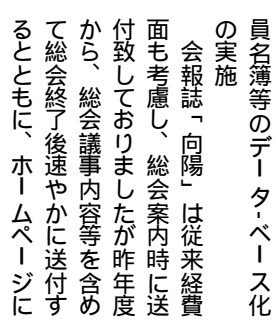 員名簿等のデータ-ベース化
の実施
　会報誌「向陽」は従来経費
面も考慮し、総会案内時に送
付致しておりましたが昨年度
から、総会議事内容等を含め
て総会終了後速やかに送付す
るとともに、ホームページに